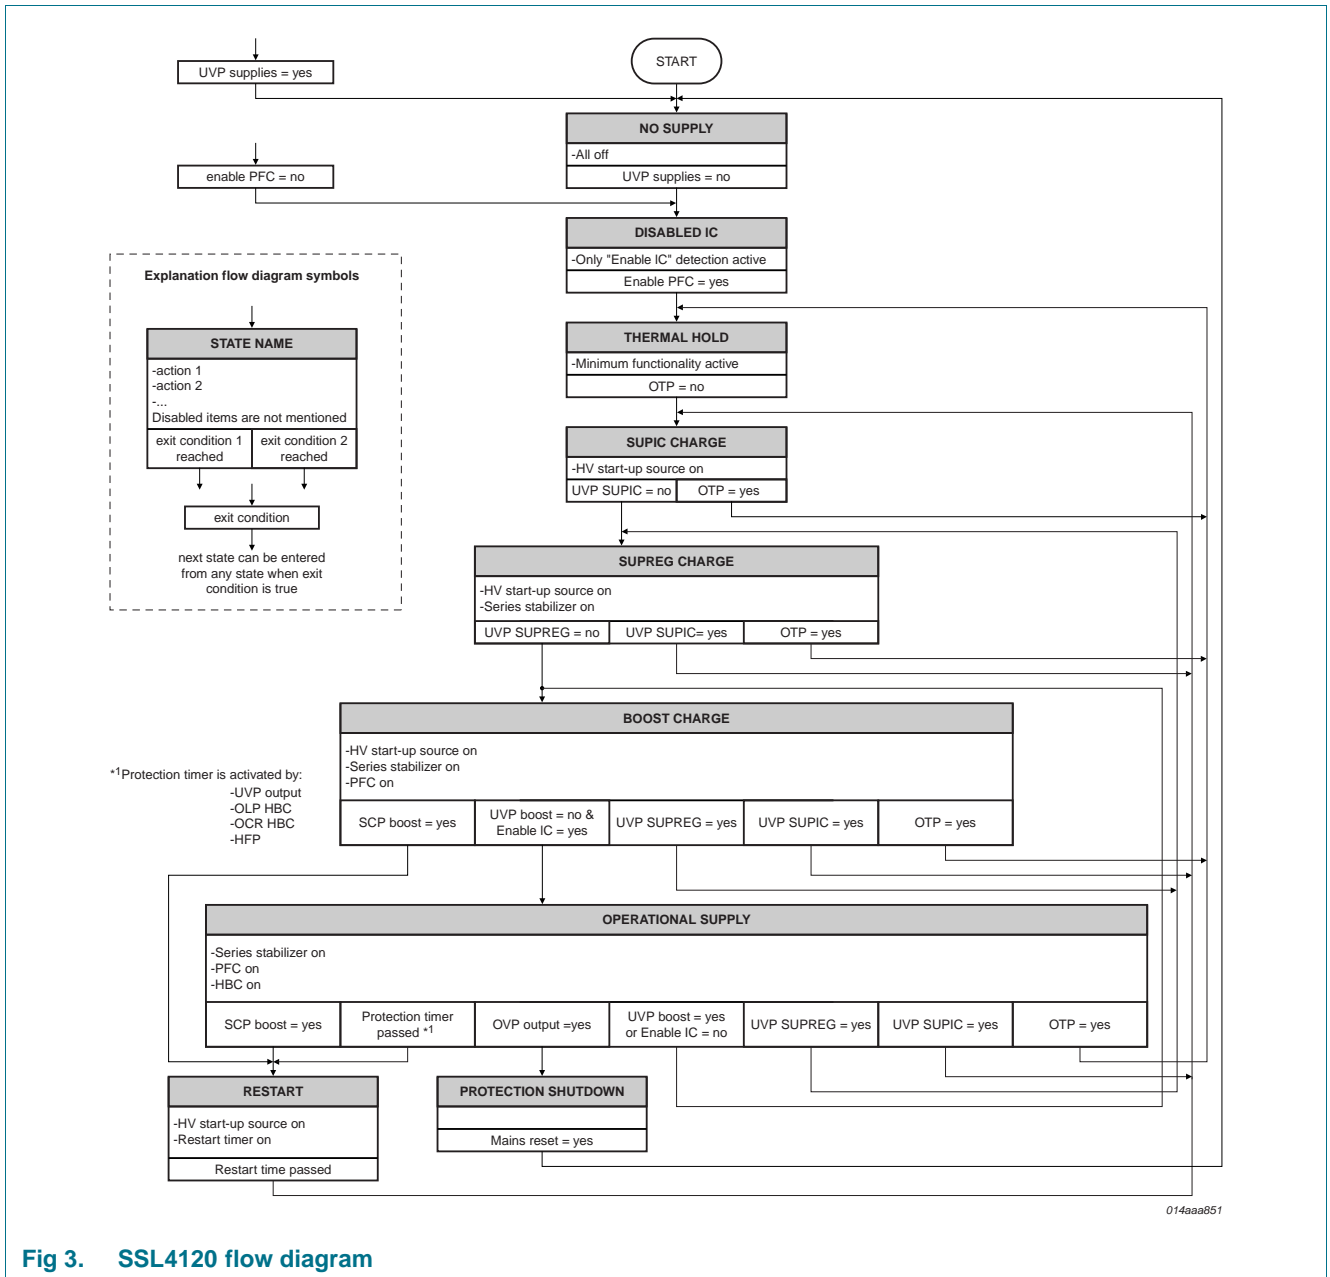 UVP supplies = yes
START
NO SUPPLY
-All off
UVP supplies = no
enable PFC = no
DISABLED IC
-Only "Enable IC" detection active
Enable PFC = yes
Explanation flow diagram symbols
STATE NAME
-action 1
-action 2
-...
Disabled items are not mentioned
exit condition 1
reached
exit condition 2
reached
exit condition
next state can be entered
from any state when exit
condition is true
THERMAL HOLD
-Minimum functionality active
OTP = no
SUPIC CHARGE
-HV start-up source on
UVP SUPIC = no
OTP = yes
SUPREG CHARGE
-HV start-up source on
-Series stabilizer on
UVP SUPREG = no
UVP SUPIC= yes
OTP = yes
BOOST CHARGE
-HV start-up source on
-Series stabilizer on
-PFC on
SCP boost = yes
UVP boost = no &
Enable IC = yes
UVP SUPREG = yes
UVP SUPIC = yes
OTP = yes
*1Protection timer is activated by:
-UVP output
-OLP HBC
-OCR HBC
-HFP
OPERATIONAL SUPPLY
-Series stabilizer on
-PFC on
-HBC on
SCP boost = yes
Protection timer
passed *1
OVP output =yes
UVP boost = yes
or Enable IC = no
UVP SUPREG = yes
UVP SUPIC = yes
OTP = yes
RESTART
-HV start-up source on
-Restart timer on
Restart time passed
PROTECTION SHUTDOWN
Mains reset = yes
014aaa851
Fig 3. SSL4120 flow diagram